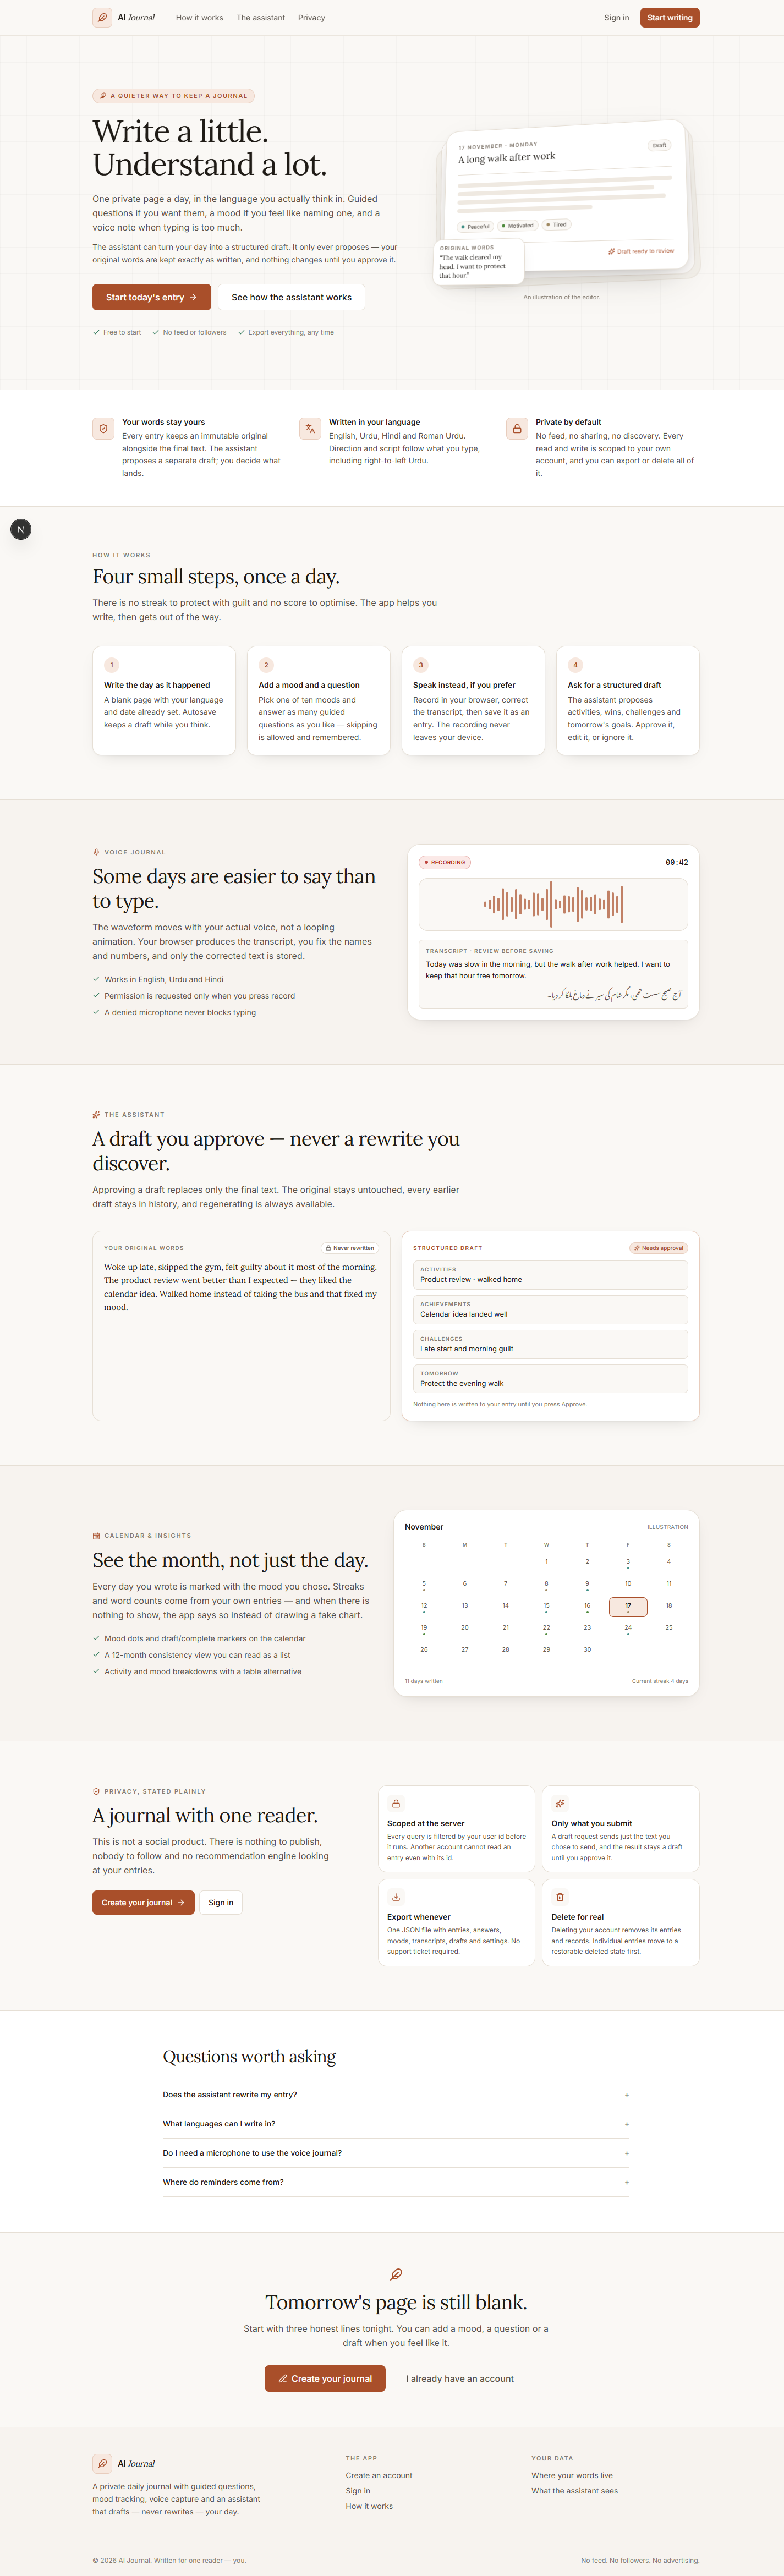 AI Journal
How it works
The assistant
Privacy
Sign in
Start writing
A QUIETER WAY TO KEEP A JOURNAL
Write a little.
Understand a lot.
One private page a day, in the language you actually think in. Guided
questions if you want them, a mood if you feel like naming one, and a
voice note when typing is too much.
The assistant can turn your day into a structured draft. It only ever proposes — your
original words are kept exactly as written, and nothing changes until you approve it.
Start today's entry
See how the assistant works
Free to start
No feed or followers
Export everything, any time
17 NOVEMBER · MONDAY
A long walk after work
Draft
Peaceful
Motivated
Tired
ORIGINAL WORDS
"The walk cleared my
head. I want to protect
that hour."
Draft ready to review
An illustration of the editor.
Your words stay yours
Every entry keeps an immutable original
alongside the final text. The assistant
proposes a separate draft; you decide what
lands.
Written in your language
English, Urdu, Hindi and Roman Urdu.
Direction and script follow what you type,
including right-to-left Urdu.
Private by default
No feed, no sharing, no discovery. Every
read and write is scoped to your own
account, and you can export or delete all of
it.
N
HOW IT WORKS
Four small steps, once a day.
There is no streak to protect with guilt and no score to optimise. The app helps you
write, then gets out of the way.
1
Write the day as it happened
A blank page with your language
and date already set. Autosave
keeps a draft while you think.
2
Add a mood and a question
Pick one of ten moods and
answer as many guided
questions as you like — skipping
is allowed and remembered.
3
Speak instead, if you prefer
Record in your browser, correct
the transcript, then save it as an
entry. The recording never
leaves your device.
4
Ask for a structured draft
The assistant proposes
activities, wins, challenges and
tomorrow's goals. Approve it,
edit it, or ignore it.
VOICE JOURNAL
Some days are easier to say than
to type.
The waveform moves with your actual voice, not a looping
animation. Your browser produces the transcript, you fix the names
and numbers, and only the corrected text is stored.
Works in English, Urdu and Hindi
Permission is requested only when you press record
A denied microphone never blocks typing
RECORDING
00:42
TRANSCRIPT · REVIEW BEFORE SAVING
Today was slow in the morning, but the walk after work helped. I want to
keep that hour free tomorrow.
آج صبح سست تھی، مگر شام کی سیر نے دماغ ہلکا کر دیا۔
THE ASSISTANT
A draft you approve — never a rewrite you
discover.
Approving a draft replaces only the final text. The original stays untouched, every earlier
draft stays in history, and regenerating is always available.
YOUR ORIGINAL WORDS
Never rewritten
Woke up late, skipped the gym, felt guilty about it most of the morning.
The product review went better than I expected — they liked the
calendar idea. Walked home instead of taking the bus and that fixed my
mood.
STRUCTURED DRAFT
Needs approval
ACTIVITIES
Product review · walked home
ACHIEVEMENTS
Calendar idea landed well
CHALLENGES
Late start and morning guilt
TOMORROW
Protect the evening walk
Nothing here is written to your entry until you press Approve.
CALENDAR & INSIGHTS
See the month, not just the day.
Every day you wrote is marked with the mood you chose. Streaks
and word counts come from your own entries — and when there is
nothing to show, the app says so instead of drawing a fake chart.
Mood dots and draft/complete markers on the calendar
A 12-month consistency view you can read as a list
Activity and mood breakdowns with a table alternative
November
ILLUSTRATION
S M T W T F S
1 2 3 4
5 6 7 8 9 10 11
12 13 14 15 16 17 18
19 20 21 22 23 24 25
26 27 28 29 30
11 days written
Current streak 4 days
PRIVACY, STATED PLAINLY
A journal with one reader.
This is not a social product. There is nothing to publish,
nobody to follow and no recommendation engine looking
at your entries.
Create your journal
Sign in
Scoped at the server
Every query is filtered by your user id before
it runs. Another account cannot read an
entry even with its id.
Only what you submit
A draft request sends just the text you
chose to send, and the result stays a draft
until you approve it.
Export whenever
One JSON file with entries, answers,
moods, transcripts, drafts and settings. No
support ticket required.
Delete for real
Deleting your account removes its entries
and records. Individual entries move to a
restorable deleted state first.
Questions worth asking
Does the assistant rewrite my entry?
+
What languages can I write in?
+
Do I need a microphone to use the voice journal?
+
Where do reminders come from?
+
Tomorrow's page is still blank.
Start with three honest lines tonight. You can add a mood, a question or a
draft when you feel like it.
Create your journal
I already have an account
AI Journal
A private daily journal with guided questions,
mood tracking, voice capture and an assistant
that drafts — never rewrites — your day.
THE APP
Create an account
Sign in
How it works
YOUR DATA
Where your words live
What the assistant sees
© 2026 AI Journal. Written for one reader — you.
No feed. No followers. No advertising.